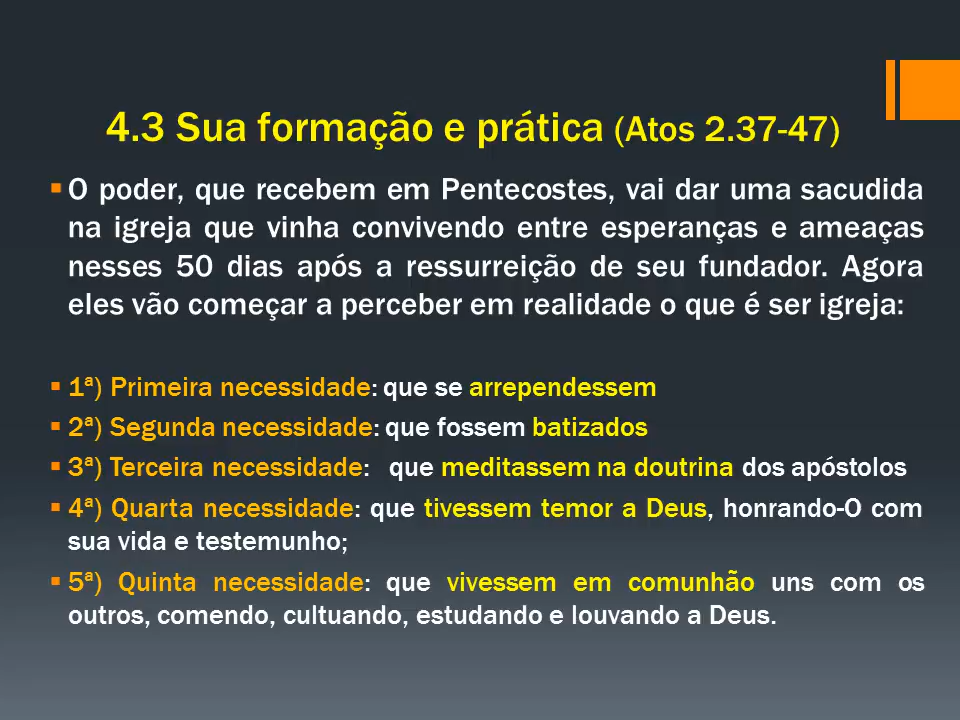 4.3 Sua formação e prática (Atos 2.37-47)
O poder, que recebem em Pentecostes, vai dar uma sacudida
na igreja que vinha convivendo entre esperanças e ameaças
nesses 50 dias após a ressurreição de seu fundador. Agora
eles vão começar a perceber em realidade o que é ser igreja:
1ª) Primeira necessidade: que se arrependessem
2ª) Segunda necessidade: que fossem batizados
3ª) Terceira necessidade: que meditassem na doutrina dos apóstolos
4ª) Quarta necessidade: que tivessem temor a Deus, honrando-O com
sua vida e testemunho;
5ª) Quinta necessidade: que vivessem em comunhão uns com os
outros, comendo, cultuando, estudando e louvando a Deus.